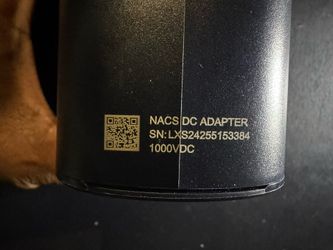 NACS DC ADAPTER
SN: LXS24255153384
1000VDC